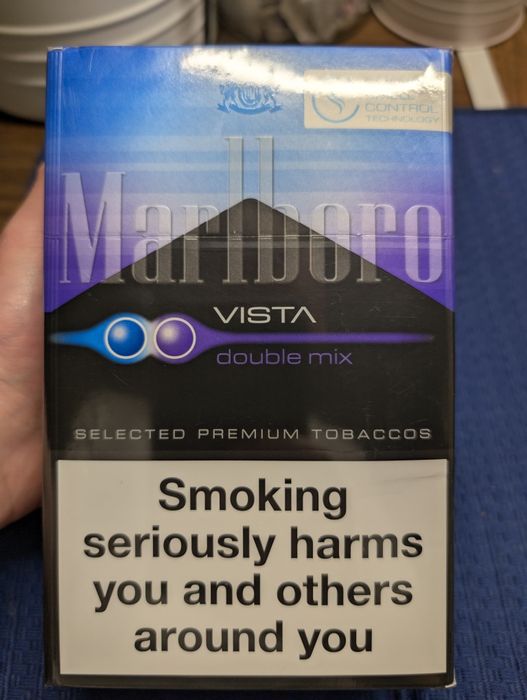 CONTROL
TECHNOLOGY
Marlboro
VISTA
double mix
SELECTED PREMIUM TOBACCOS
Smoking
seriously harms
you and others
around you